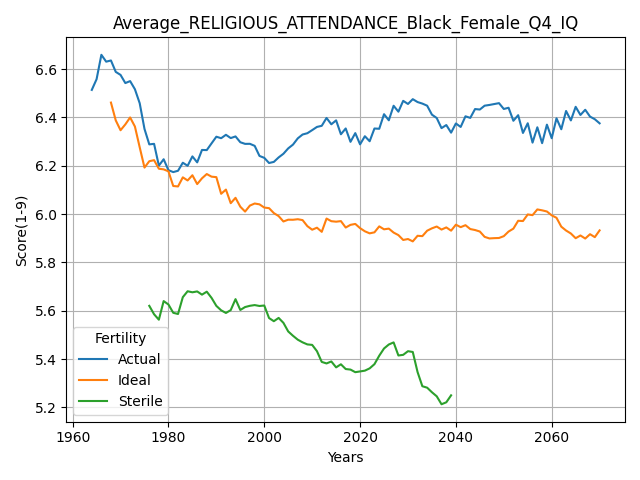 Average_RELIGIOUS_ATTENDANCE_Black_Female_Q4_IQ
Score(1-9)
6.6
6.4
6.2
6.0
5.8
5.6
5.4
5.2
Fertility
Actual
Ideal
Sterile
1960 1980 2000 2020 2040 2060
Years